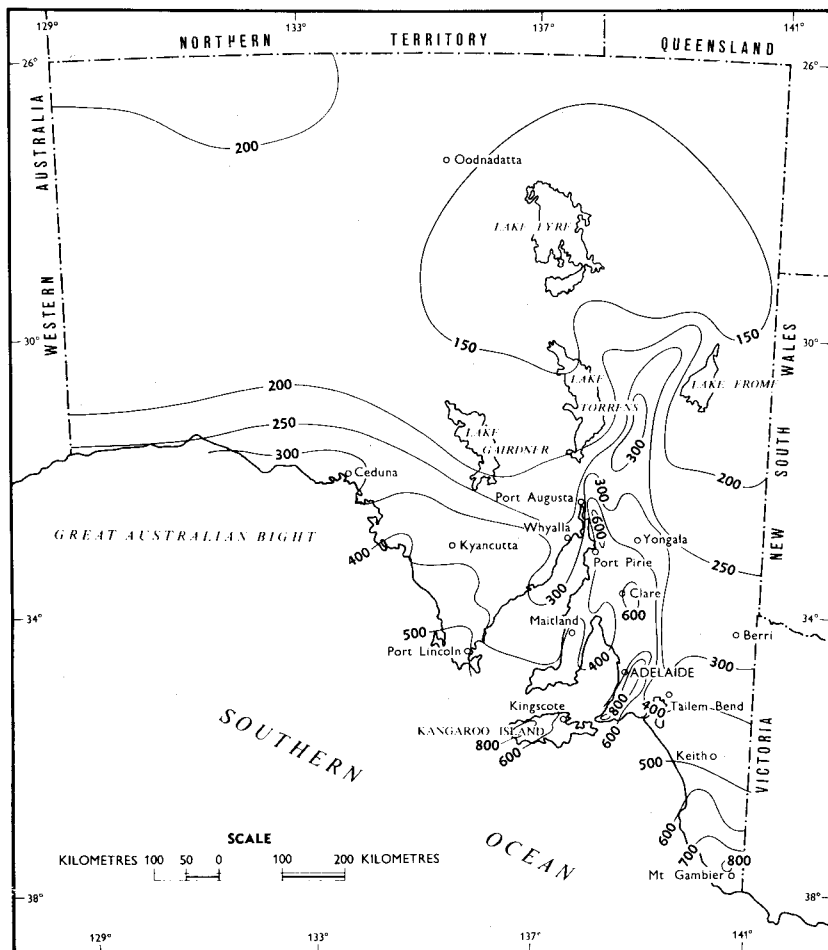 129° 133° 137° 141°
NORTHERN TERRITORY QUEENSLAND
26° 26°
WESTERN AUSTRALIA
200
Oodnadatta
LAKE EYRE
30° 30°
150 150
NEW SOUTH WALES
LAKE TORRENS
LAKE FROME
200
LAKE GAIRDNER
250
300
300
200
Ceduna
Port Augusta
300
600
GREAT AUSTRALIAN BIGHT
Whyalla
Yongala
400
Kyancutta
Port Pirie
250
300
Clare
600
34° 34°
Maitland
Berri
500
Port Lincoln
400
300
ADELAIDE
800
400
Tailem Bend
Kingscote
KANGAROO ISLAND
600
800
600
Keith
500
VICTORIA
SOUTHERN OCEAN
600
700
800
Mt Gambier
SCALE
KILOMETRES 100 50 0 100 200 KILOMETRES
38° 38°
129° 133° 137° 141°